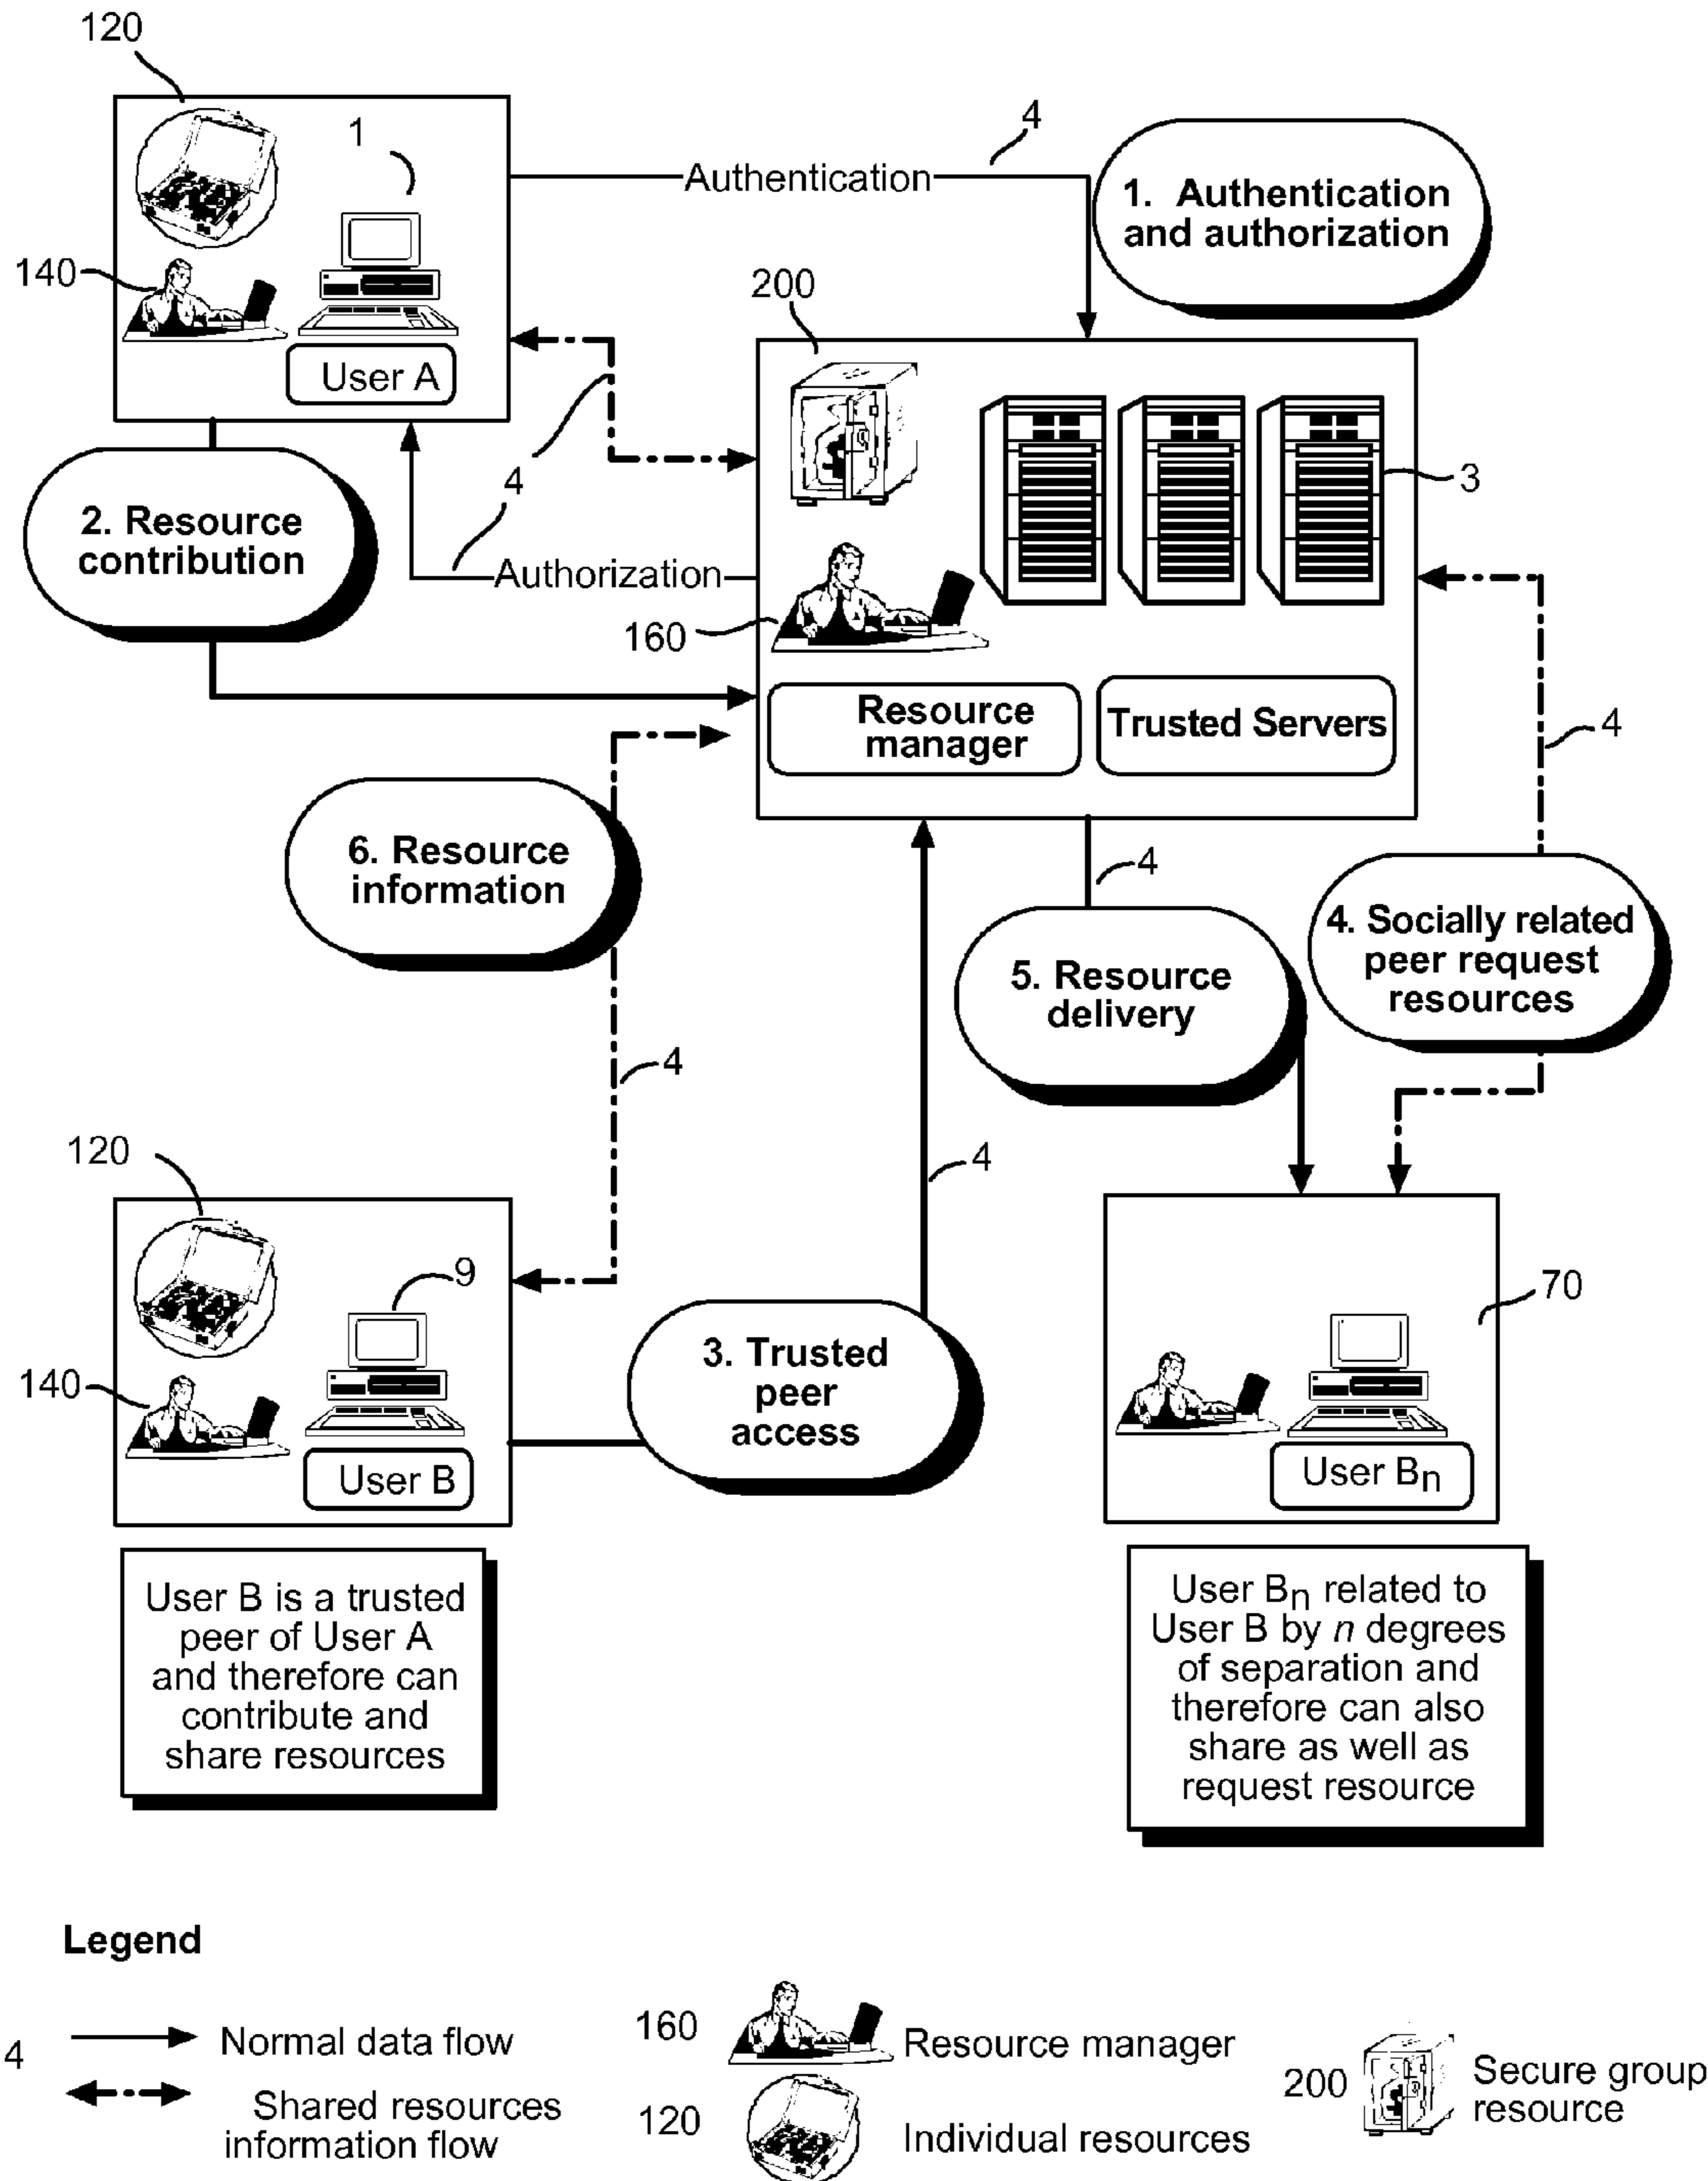 120
1
4
Authentication
1. Authentication
and authorization
140
200
User A
4
3
4
2. Resource
contribution
Authorization
160
Resource
manager
Trusted Servers
4
6. Resource
information
4
4. Socially related
peer request
resources
5. Resource
delivery
4
120
4
9
70
3. Trusted
peer
access
140
User B
User Bn
User B is a trusted
peer of User A
and therefore can
contribute and
share resources
User Bn related to
User B by n degrees
of separation and
therefore can also
share as well as
request resource
Legend
4
Normal data flow
Shared resources
information flow
160
Resource manager
120
Individual resources
200
Secure group
resource